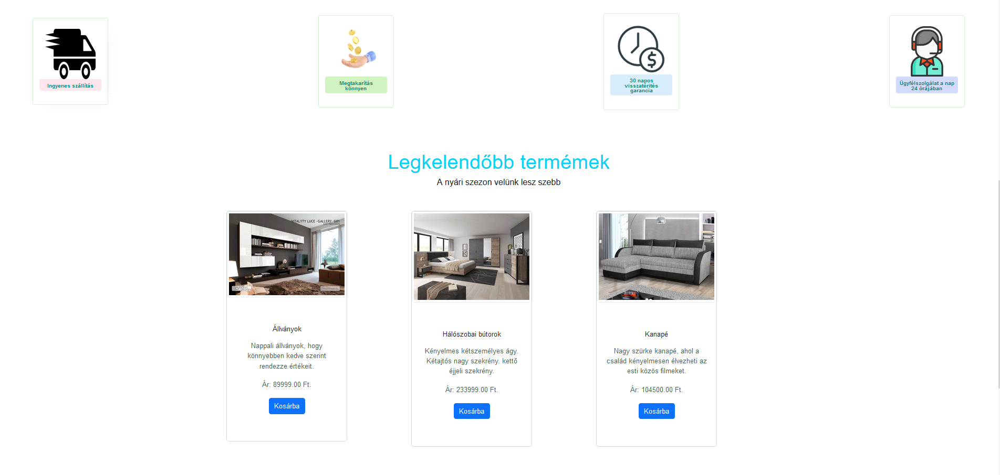 Ingyenes szállítás
Megtakarítás
könnyen
30 napos
visszatérités
garancia
Ügyfélszolgálat a nap
24 órájában
Legkelendőbb termémek
A nyári szezon velünk lesz szebb
VITALYTY LUCE - GALLERY G01
Állványok
Nappali állványok, hogy
könnyebben kedve szerint
rendezze értékeit.
Ár: 89999.00 Ft.
Kosárba
Hálószobai bútorok
Kényelmes kétszemélyes ágy.
Kétajtós nagy szekrény. kettő
éjjeli szekrény.
Ár: 233999.00 Ft.
Kosárba
Kanapé
Nagy szürke kanapé, ahol a
család kényelmesen élvezheti az
esti közös filmeket.
Ár: 104500.00 Ft.
Kosárba